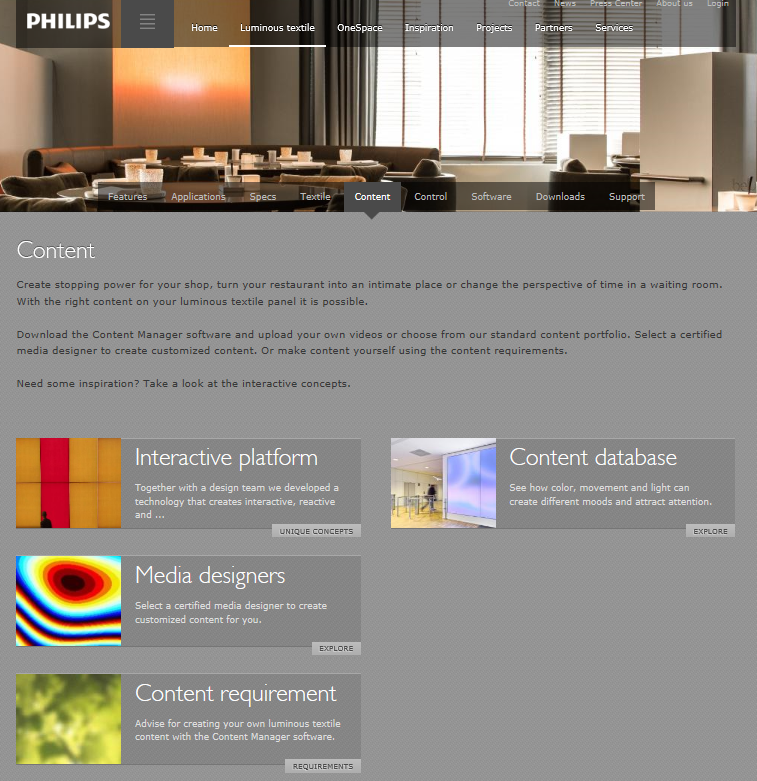 Contact News Press Center About us Login
PHILIPS
Home Luminous textile OneSpace Inspiration Projects Partners Services
Features Applications Specs Textile Content Control Software Downloads Support
Content
Create stopping power for your shop, turn your restaurant into an intimate place or change the perspective of time in a waiting room.
With the right content on your luminous textile panel it is possible.
Download the Content Manager software and upload your own videos or choose from our standard content portfolio. Select a certified
media designer to create customized content. Or make content yourself using the content requirements.
Need some inspiration? Take a look at the interactive concepts.
Interactive platform
Together with a design team we developed a
technology that creates interactive, reactive
and ...
UNIQUE CONCEPTS
Content database
See how color, movement and light can
create different moods and attract attention.
EXPLORE
Media designers
Select a certified media designer to create
customized content for you.
EXPLORE
Content requirement
Advise for creating your own luminous textile
content with the Content Manager software.
REQUIREMENTS